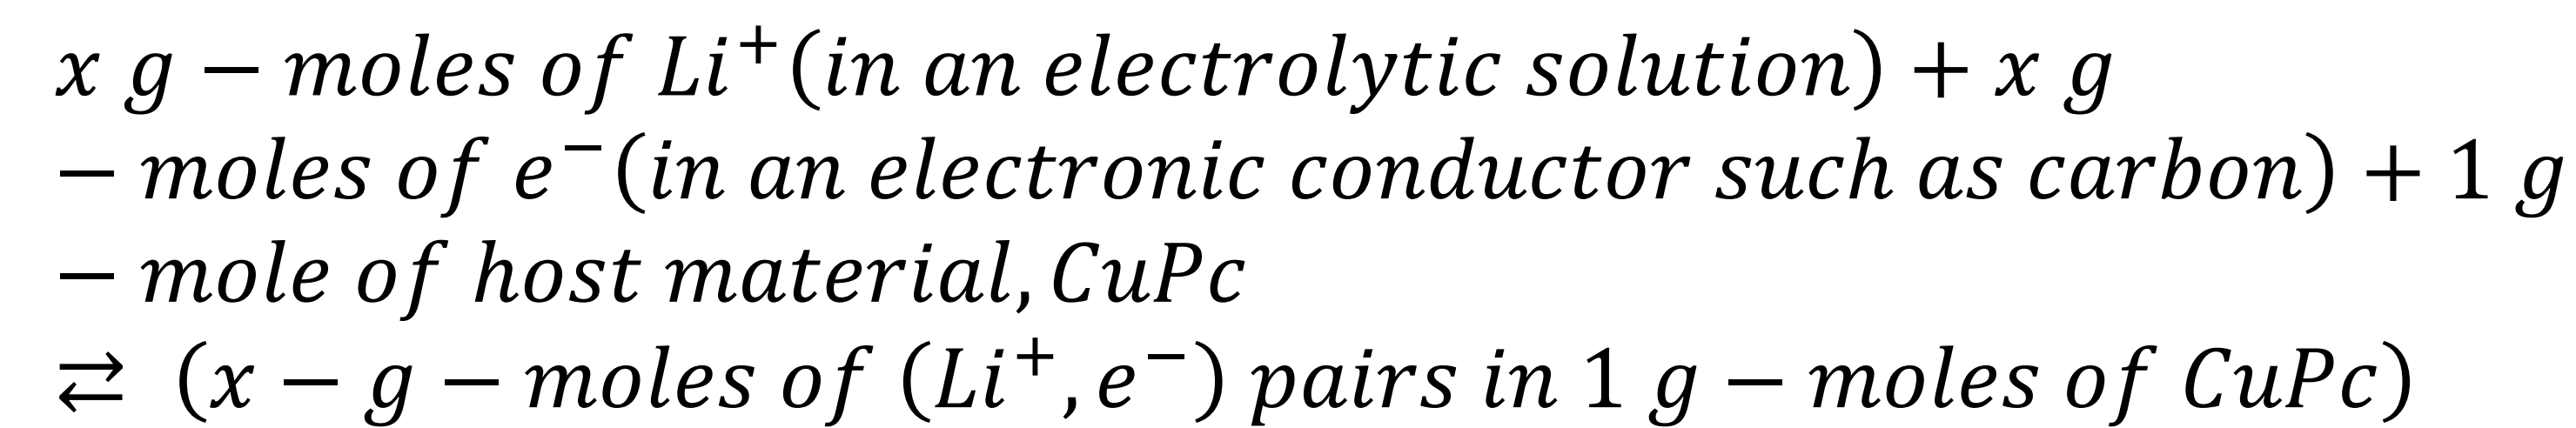 x g − moles of Li⁺(in an electrolytic solution) + x g
− moles of e⁻(in an electronic conductor such as carbon) + 1 g
− mole of host material, CuPc
⇄ (x − g − moles of (Li⁺, e⁻) pairs in 1 g − moles of CuPc)